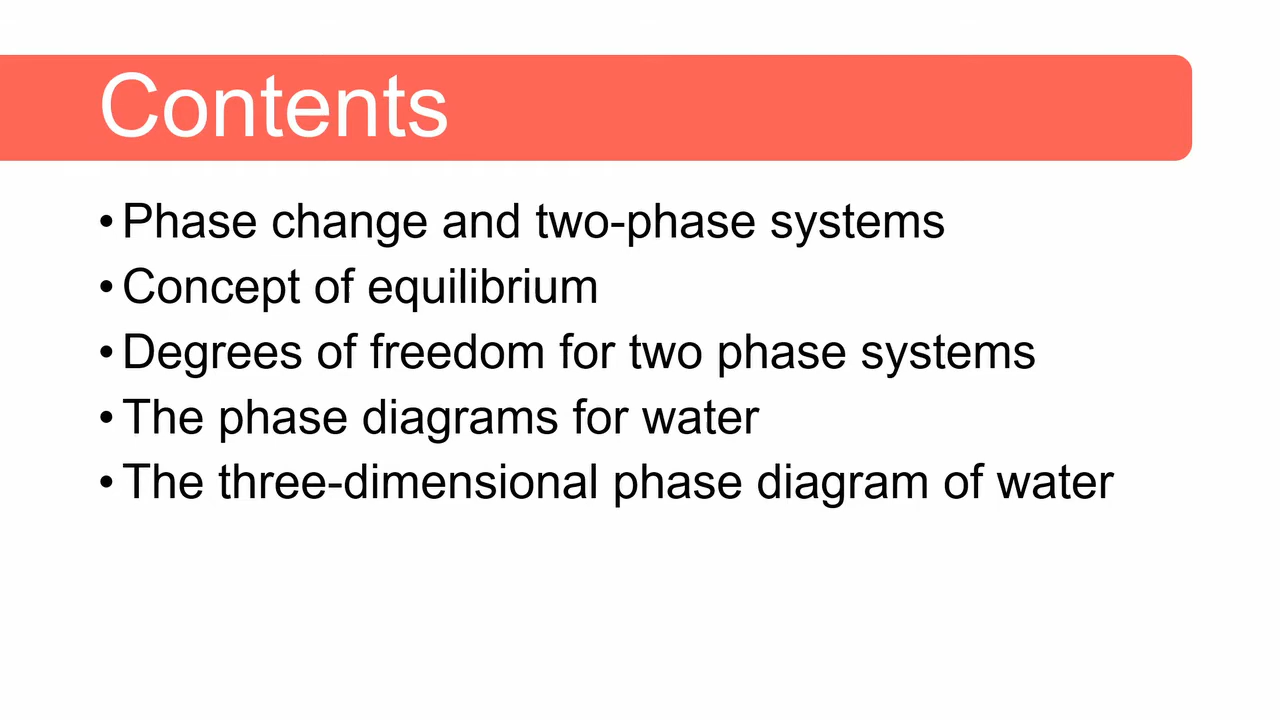 Contents
•Phase change and two-phase systems
•Concept of equilibrium
•Degrees of freedom for two phase systems
•The phase diagrams for water
•The three-dimensional phase diagram of water